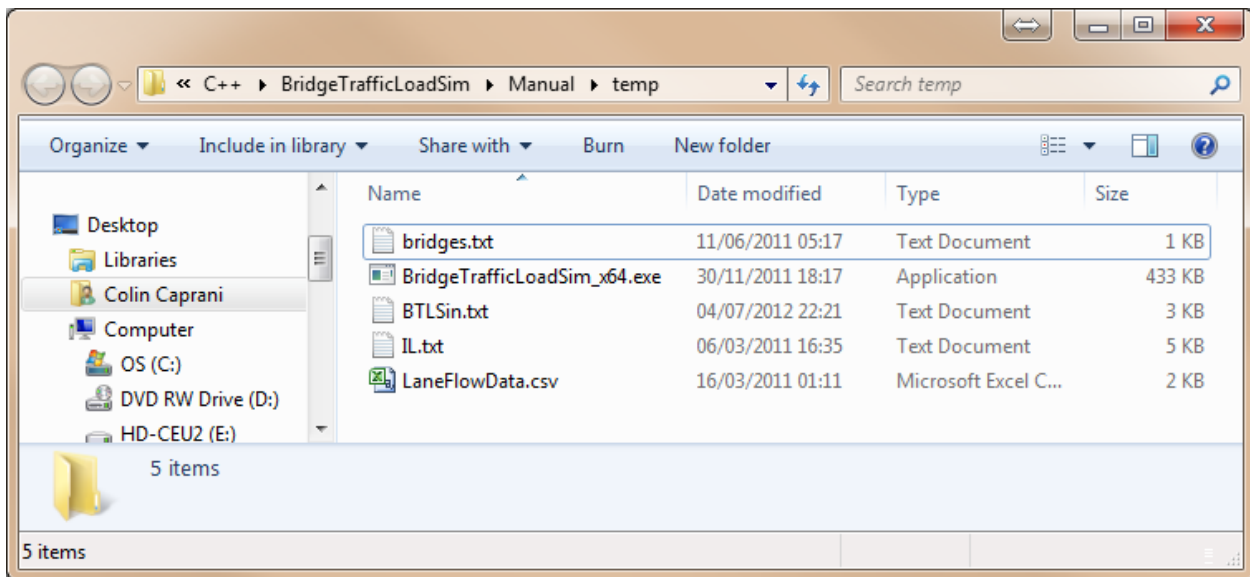 « C++ ▸ BridgeTrafficLoadSim ▸ Manual ▸ temp Search temp
Organize Include in library Share with Burn New folder
Name Date modified Type Size
Desktop
Libraries
Colin Caprani
Computer
OS (C:)
DVD RW Drive (D:)
HD-CEU2 (E:)
bridges.txt 11/06/2011 05:17 Text Document 1 KB
BridgeTrafficLoadSim_x64.exe 30/11/2011 18:17 Application 433 KB
BTLSin.txt 04/07/2012 22:21 Text Document 3 KB
IL.txt 06/03/2011 16:35 Text Document 5 KB
LaneFlowData.csv 16/03/2011 01:11 Microsoft Excel C... 2 KB
5 items
5 items